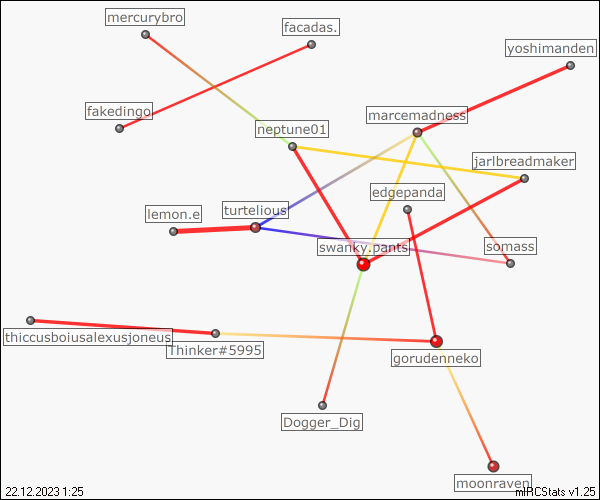 mercurybro
facadas.
yoshimanden
fakedingo
marcemadness
neptune01
jarlbreadmaker
edgepanda
lemon.e
turtelious
swanky.pants
somass
thiccusboiusalexusjoneus
Thinker#5995
gorudenneko
Dogger_Dig
moonraven
22.12.2023 1:25
mIRCStats v1.25